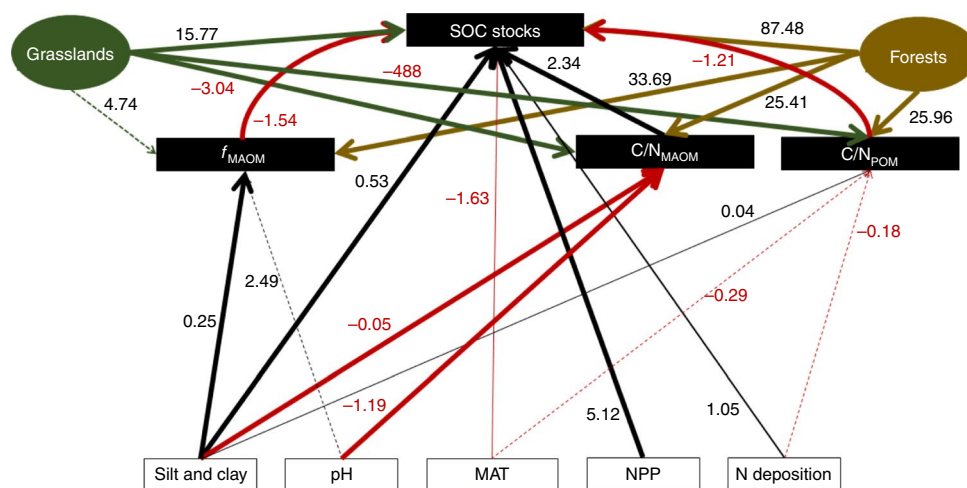 15.77
SOC stocks
87.48
Grasslands
Forests
–488
2.34
–1.21
–3.04
33.69
4.74
25.41
–1.54
25.96
fMAOM
C/NMAOM
C/NPOM
0.53
–1.63
0.04
–0.18
2.49
–0.29
0.25
–0.05
–1.19
5.12
1.05
Silt and clay
pH
MAT
NPP
N deposition